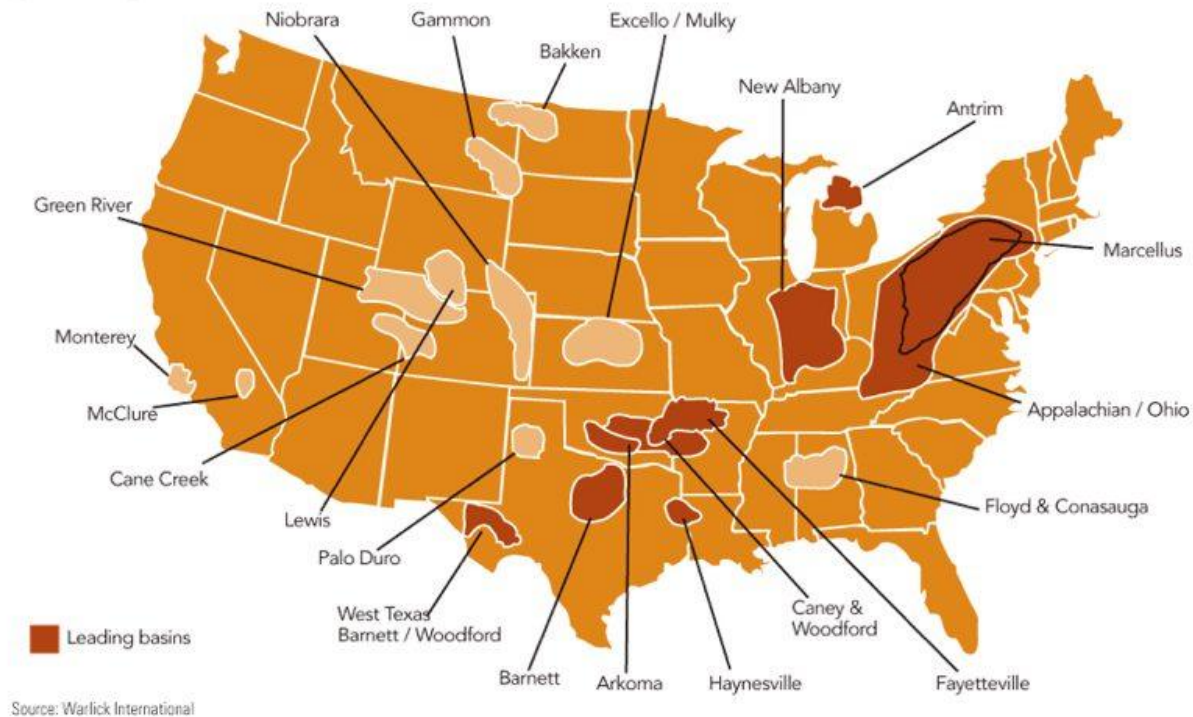 Niobrara
Gammon
Excello / Mulky
Bakken
New Albany
Antrim
Green River
Marcellus
Monterey
McClure
Appalachian / Ohio
Cane Creek
Lewis
Floyd & Conasauga
Palo Duro
West Texas
Barnett / Woodford
Caney &
Woodford
Leading basins
Barnett
Arkoma
Haynesville
Fayetteville
Source: Warlick International